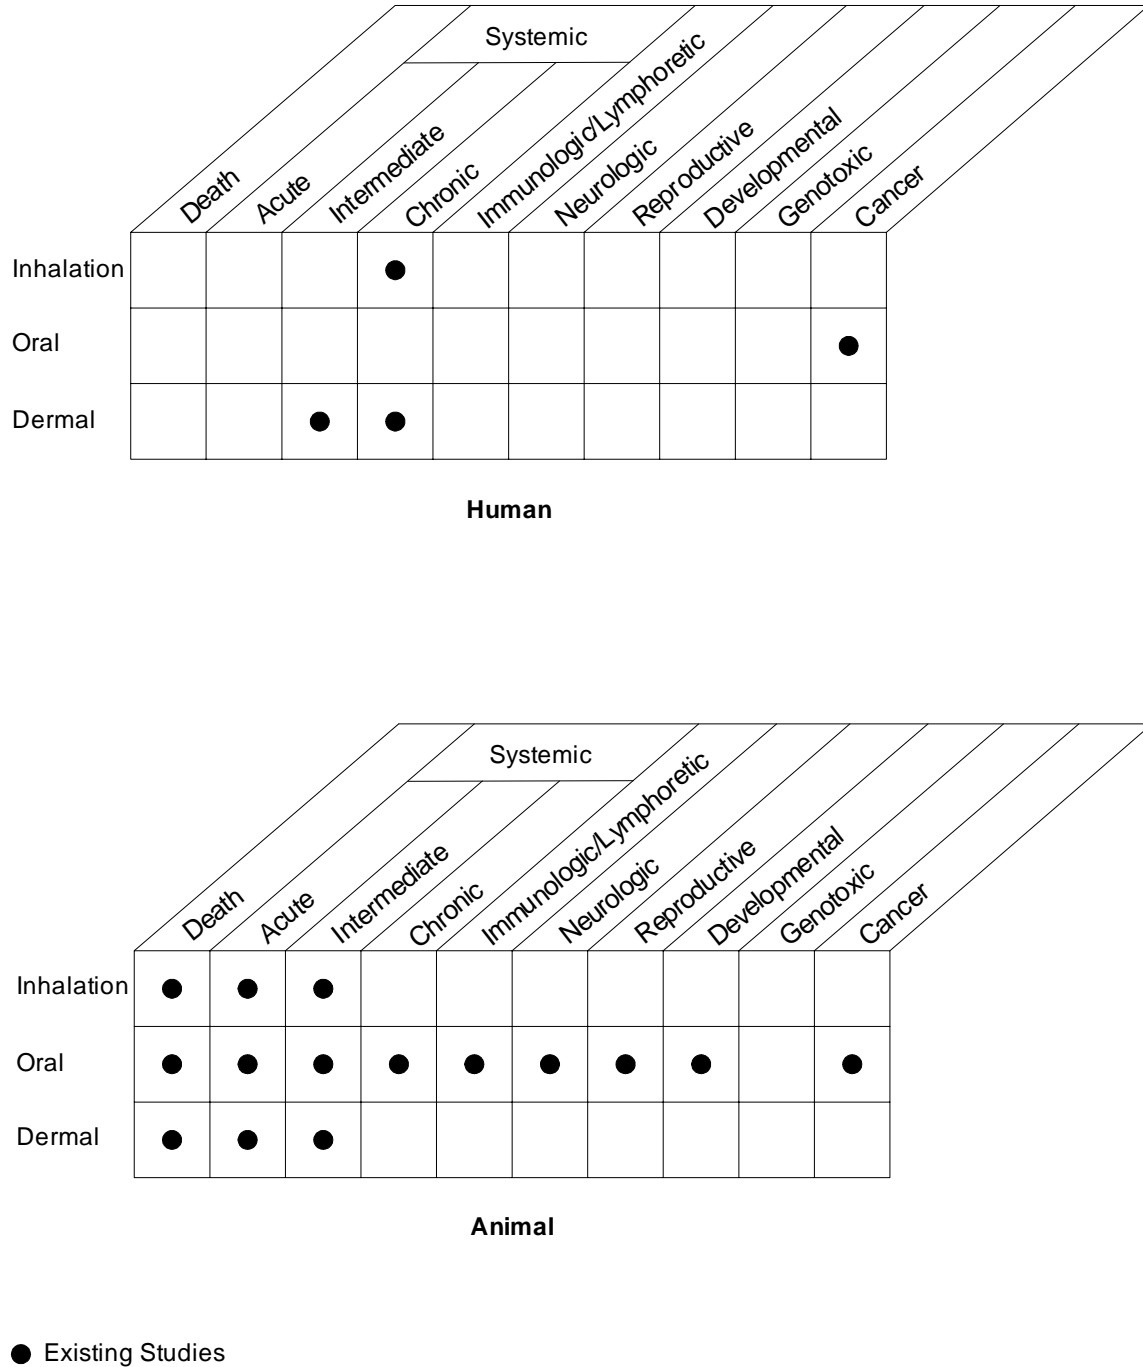 Systemic
Death
Acute
Intermediate
Chronic
Immunologic/Lymphoretic
Neurologic
Reproductive
Developmental
Genotoxic
Cancer
Inhalation
Oral
Dermal
Human
Systemic
Death
Acute
Intermediate
Chronic
Immunologic/Lymphoretic
Neurologic
Reproductive
Developmental
Genotoxic
Cancer
Inhalation
Oral
Dermal
Animal
Existing Studies